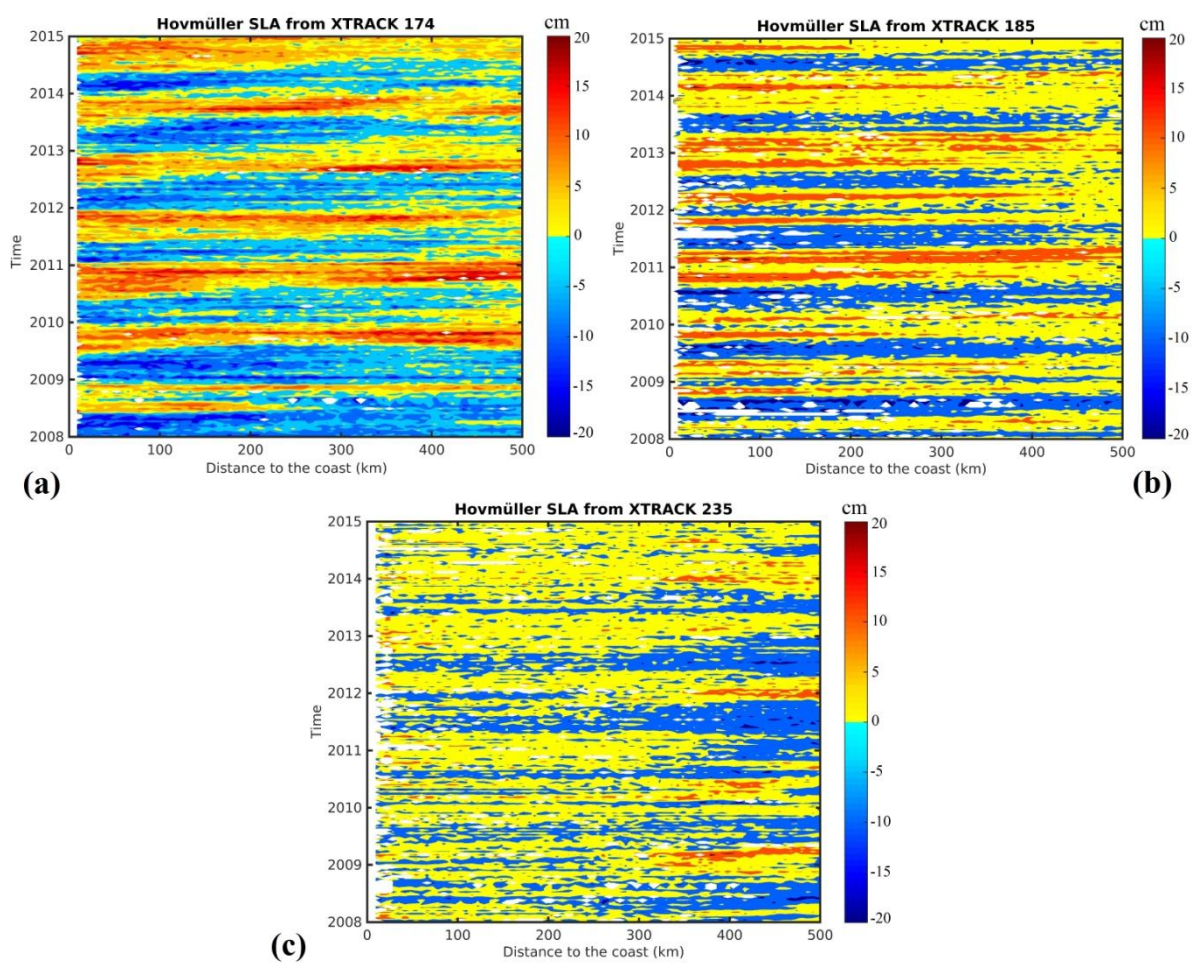 Hovmüller SLA from XTRACK 174
cm
2015
2014
2013
2012
2011
2010
2009
2008
Time
0 100 200 300 400 500
Distance to the coast (km)
20
15
10
5
0
-5
-10
-15
-20
(a)
Hovmüller SLA from XTRACK 185
cm
2015
2014
2013
2012
2011
2010
2009
2008
Time
0 100 200 300 400 500
Distance to the coast (km)
20
15
10
5
0
-5
-10
-15
-20
(b)
Hovmüller SLA from XTRACK 235
cm
2015
2014
2013
2012
2011
2010
2009
2008
Time
0 100 200 300 400 500
Distance to the coast (km)
20
15
10
5
0
-5
-10
-15
-20
(c)